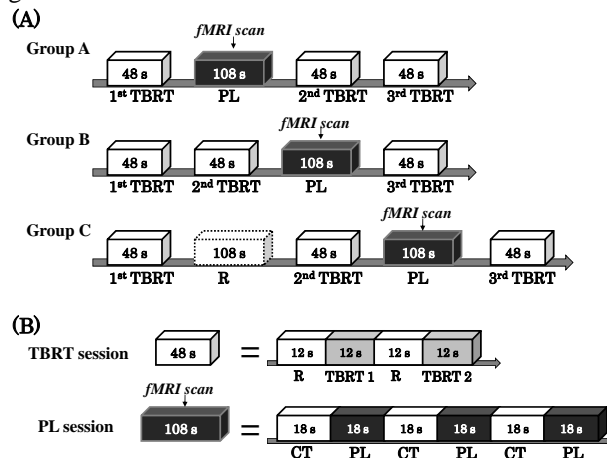 (A)
fMRI scan
Group A
48 s 108 s 48 s 48 s
1st TBRT PL 2nd TBRT 3rd TBRT
fMRI scan
Group B
48 s 48 s 108 s 48 s
1st TBRT 2nd TBRT PL 3rd TBRT
fMRI scan
Group C
48 s 108 s 48 s 108 s 48 s
1st TBRT R 2nd TBRT PL 3rd TBRT
(B)
TBRT session 48 s = 12 s 12 s 12 s 12 s
R TBRT 1 R TBRT 2
fMRI scan
PL session 108 s = 18 s 18 s 18 s 18 s 18 s 18 s
CT PL CT PL CT PL